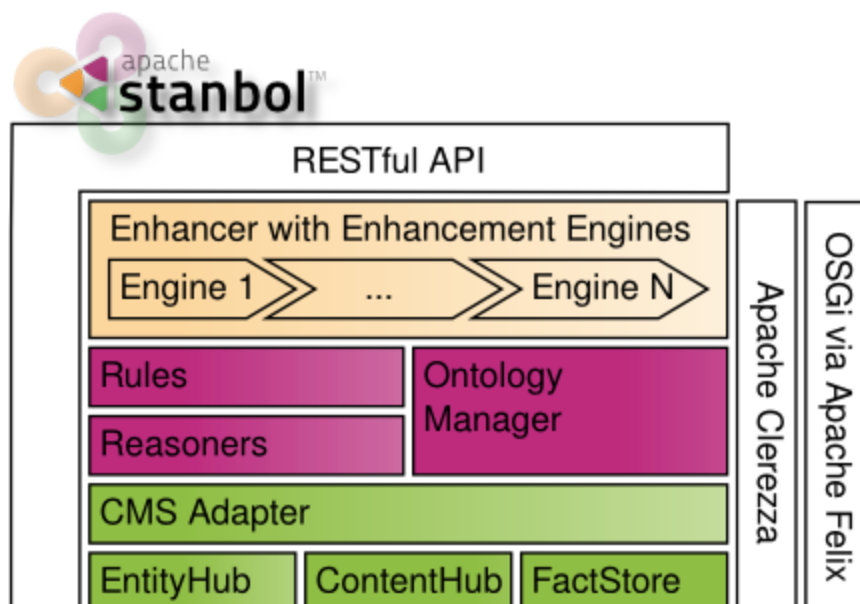 apache
stanbol™
RESTful API
Enhancer with Enhancement Engines
Engine 1
...
Engine N
Rules
Ontology
Manager
Reasoners
CMS Adapter
EntityHub
ContentHub
FactStore
Apache Clerezza
OSGi via Apache Felix